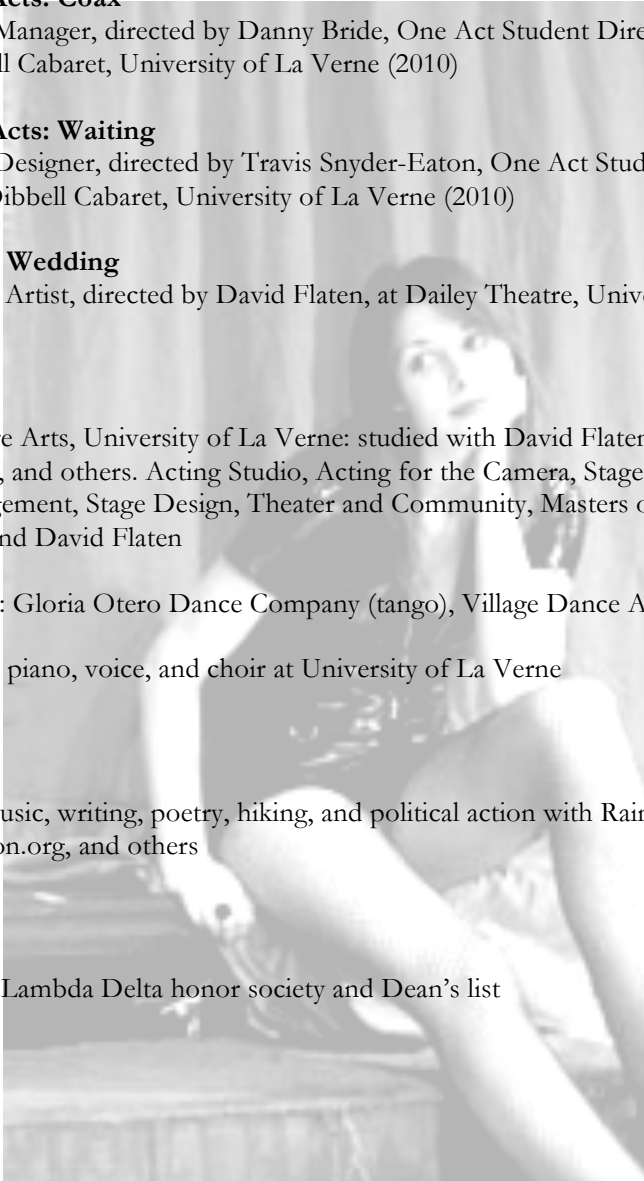 Acts: Coax
Manager, directed by Danny Bride, One Act Student Dire
ll Cabaret, University of La Verne (2010)
Acts: Waiting
Designer, directed by Travis Snyder-Eaton, One Act Stud
Dibbell Cabaret, University of La Verne (2010)
Wedding
Artist, directed by David Flaten, at Dailey Theatre, Unive
re Arts, University of La Verne: studied with David Flaten
, and others. Acting Studio, Acting for the Camera, Stage
gement, Stage Design, Theater and Community, Masters o
nd David Flaten
: Gloria Otero Dance Company (tango), Village Dance A
piano, voice, and choir at University of La Verne
usic, writing, poetry, hiking, and political action with Rain
on.org, and others
Lambda Delta honor society and Dean’s list